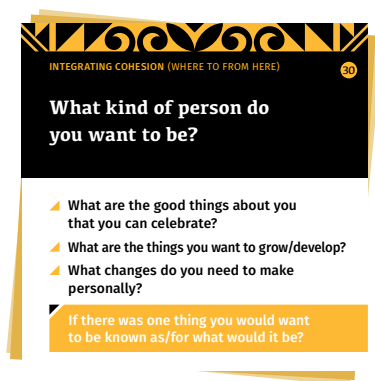 INTEGRATING COHESION (WHERE TO FROM HERE)
30
What kind of person do
you want to be?
What are the good things about you
that you can celebrate?
What are the things you want to grow/develop?
What changes do you need to make
personally?
If there was one thing you would want
to be known as/for what would it be?